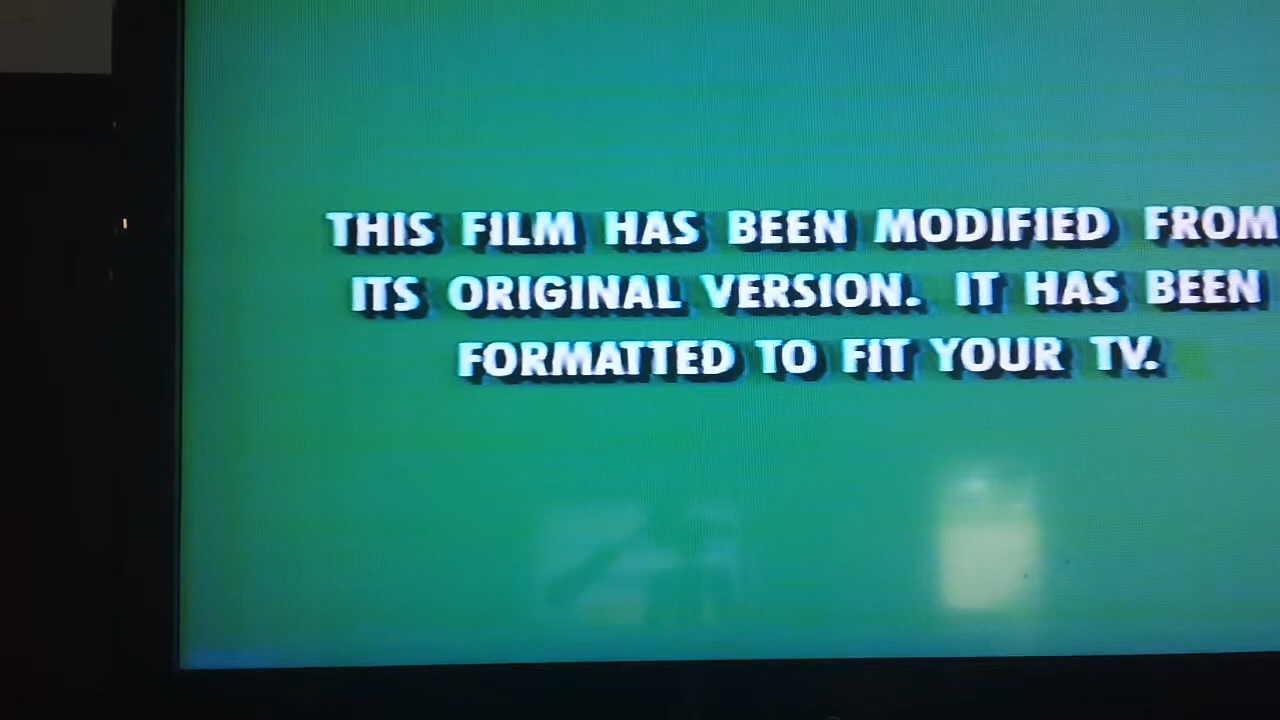 THIS FILM HAS BEEN MODIFIED FROM
ITS ORIGINAL VERSION. IT HAS BEEN
FORMATTED TO FIT YOUR TV.